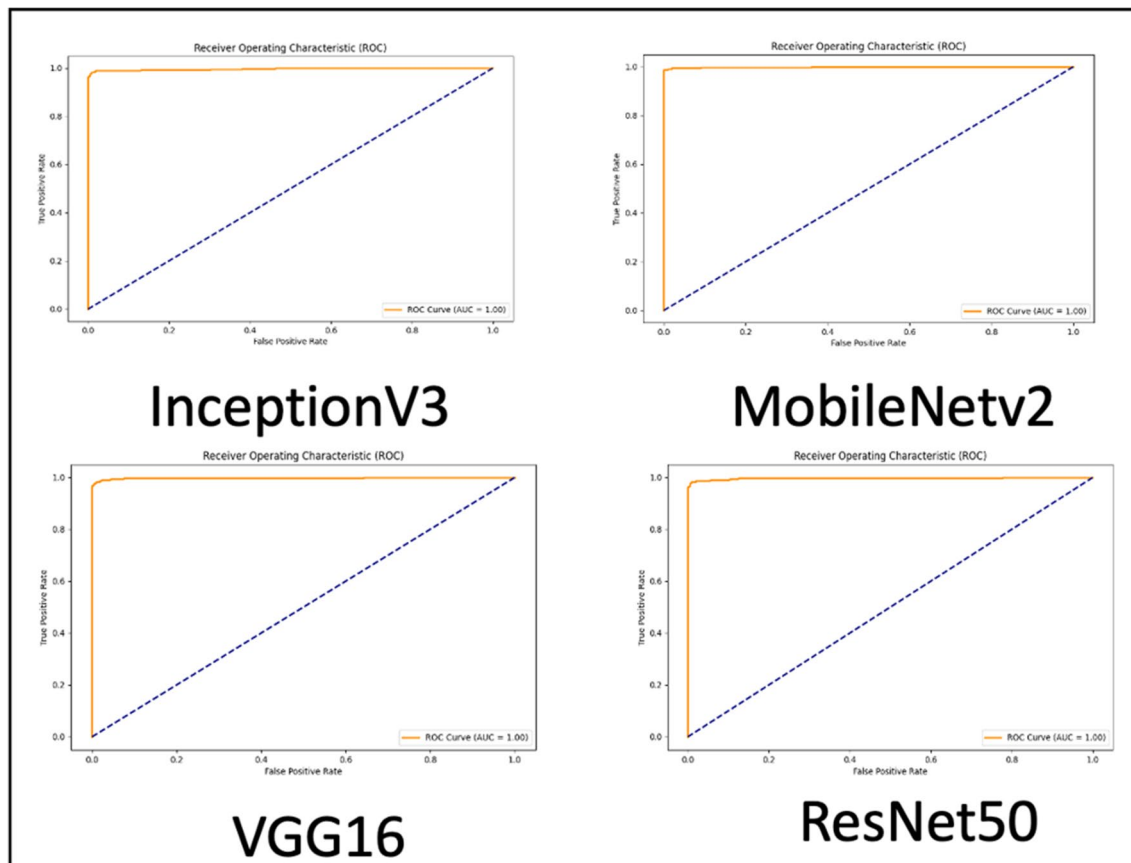 Receiver Operating Characteristic (ROC)
1.0
0.8
0.6
0.4
0.2
0.0
True Positive Rate
ROC Curve (AUC = 1.00)
0.0 0.2 0.4 0.6 0.8 1.0
False Positive Rate
InceptionV3
Receiver Operating Characteristic (ROC)
1.0
0.8
0.6
0.4
0.2
0.0
True Positive Rate
ROC Curve (AUC = 1.00)
0.0 0.2 0.4 0.6 0.8 1.0
False Positive Rate
MobileNetv2
Receiver Operating Characteristic (ROC)
1.0
0.8
0.6
0.4
0.2
0.0
True Positive Rate
ROC Curve (AUC = 1.00)
0.0 0.2 0.4 0.6 0.8 1.0
False Positive Rate
VGG16
Receiver Operating Characteristic (ROC)
1.0
0.8
0.6
0.4
0.2
0.0
True Positive Rate
ROC Curve (AUC = 1.00)
0.0 0.2 0.4 0.6 0.8 1.0
False Positive Rate
ResNet50